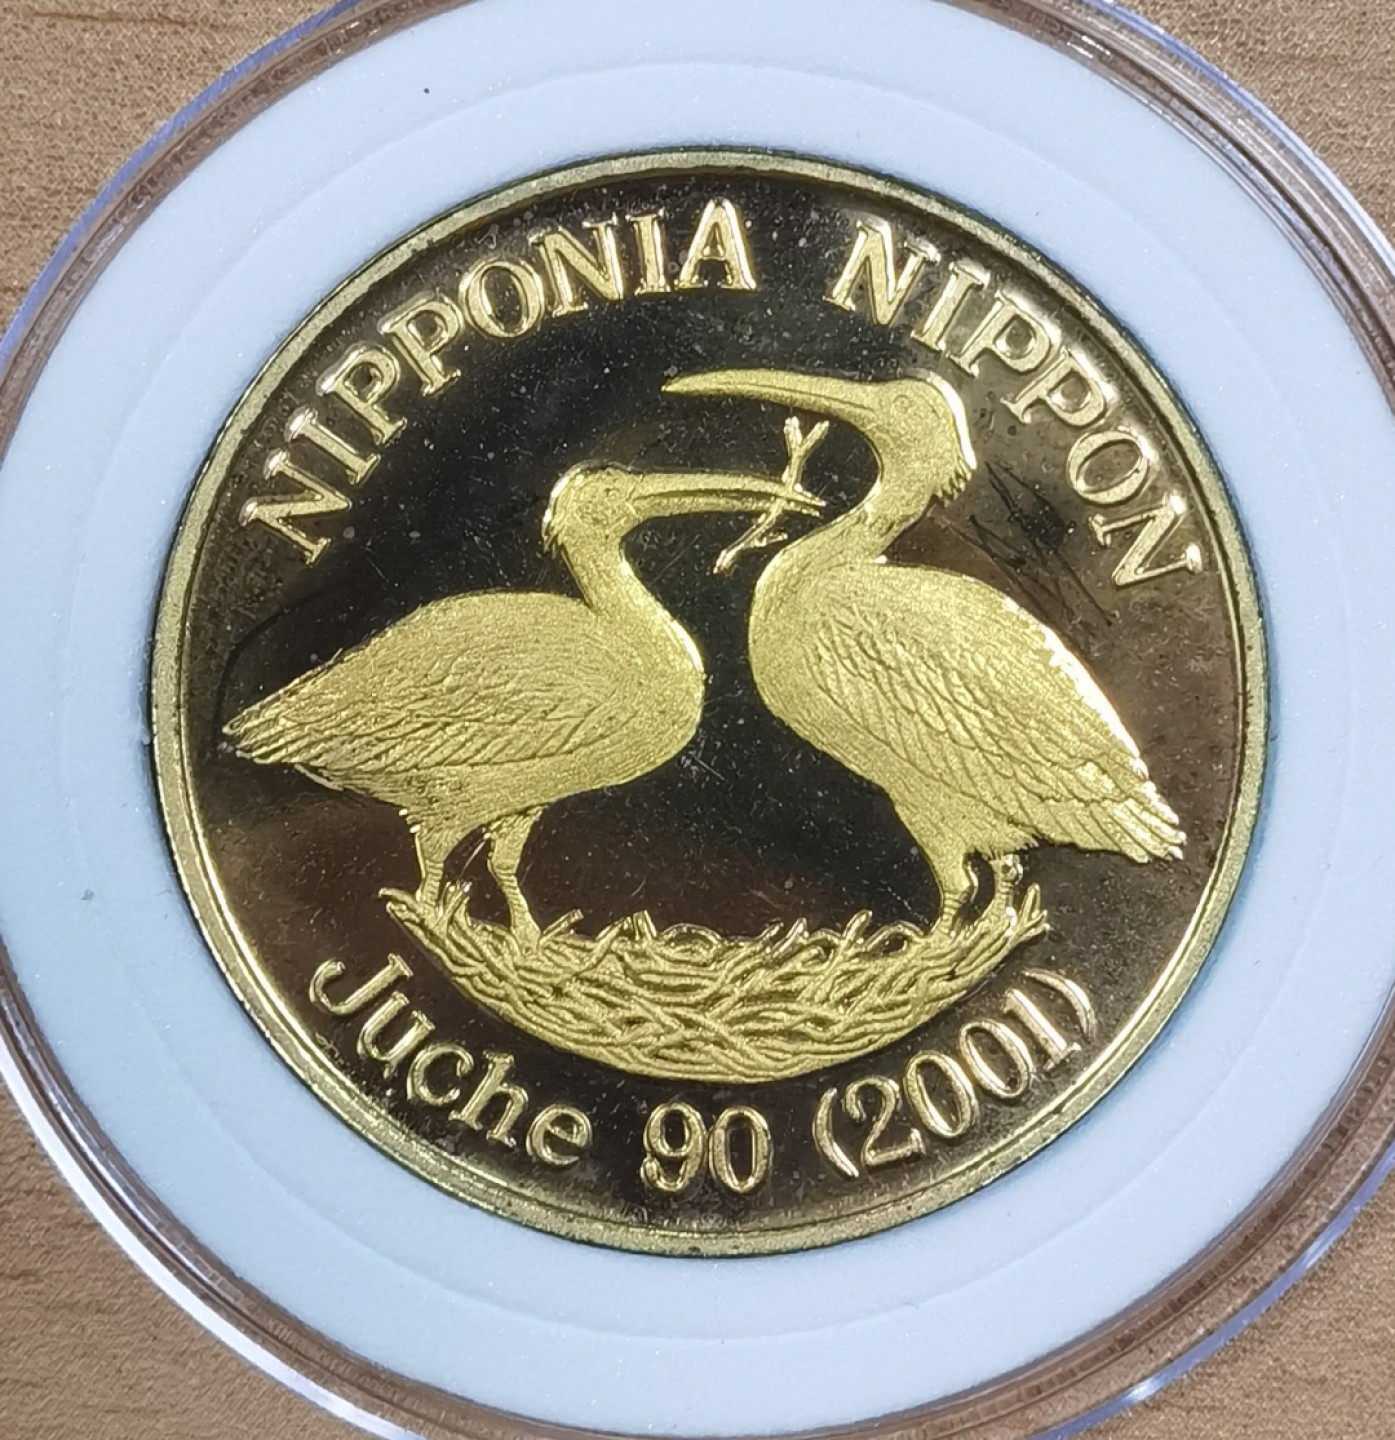 NIPPONIA NIPPON
Juche 90 (2001)